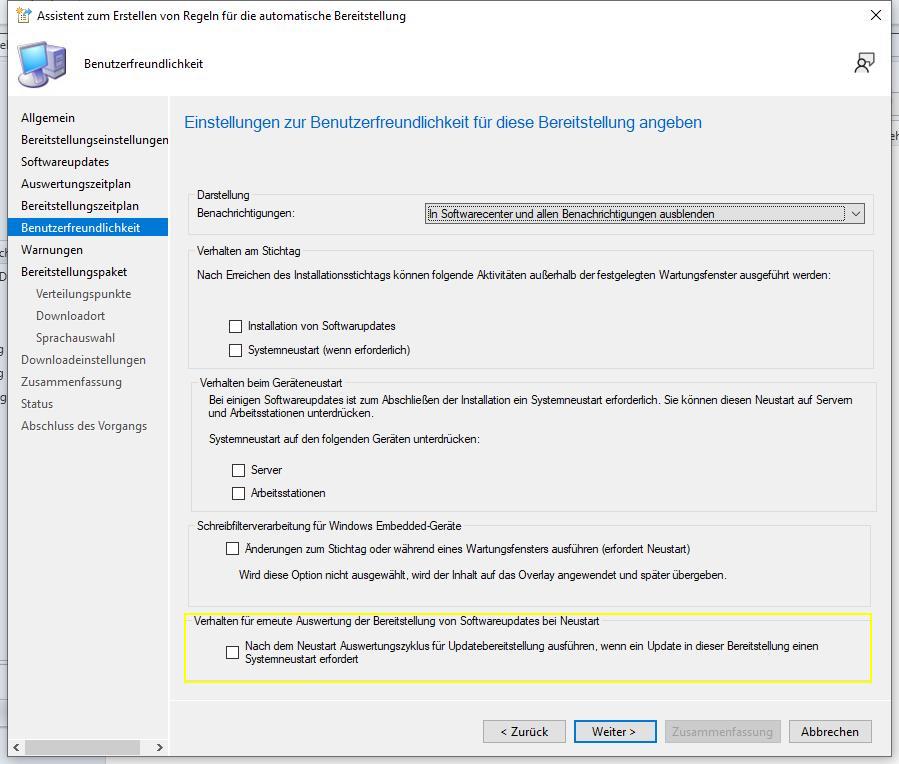 Assistent zum Erstellen von Regeln für die automatische Bereitstellung
Benutzerfreundlichkeit
Allgemein
Bereitstellungseinstellungen
Softwareupdates
Auswertungszeitplan
Bereitstellungszeitplan
Benutzerfreundlichkeit
Warnungen
Bereitstellungspaket
Verteilungspunkte
Downloadort
Sprachauswahl
Downloadeinstellungen
Zusammenfassung
Status
Abschluss des Vorgangs
Einstellungen zur Benutzerfreundlichkeit für diese Bereitstellung angeben
Darstellung
Benachrichtigungen:
In Softwarecenter und allen Benachrichtigungen ausblenden
Verhalten am Stichtag
Nach Erreichen des Installationsstichtags können folgende Aktivitäten außerhalb der festgelegten Wartungsfenster ausgeführt werden:
Installation von Softwarupdates
Systemneustart (wenn erforderlich)
Verhalten beim Geräteneustart
Bei einigen Softwareupdates ist zum Abschließen der Installation ein Systemneustart erforderlich. Sie können diesen Neustart auf Servern
und Arbeitsstationen unterdrücken.
Systemneustart auf den folgenden Geräten unterdrücken:
Server
Arbeitsstationen
Schreibfilterverarbeitung für Windows Embedded-Geräte
Änderungen zum Stichtag oder während eines Wartungsfensters ausführen (erfordert Neustart)
Wird diese Option nicht ausgewählt, wird der Inhalt auf das Overlay angewendet und später übergeben.
Verhalten für erneute Auswertung der Bereitstellung von Softwareupdates bei Neustart
Nach dem Neustart Auswertungszyklus für Updatebereitstellung ausführen, wenn ein Update in dieser Bereitstellung einen
Systemneustart erfordert
< Zurück
Weiter >
Zusammenfassung
Abbrechen